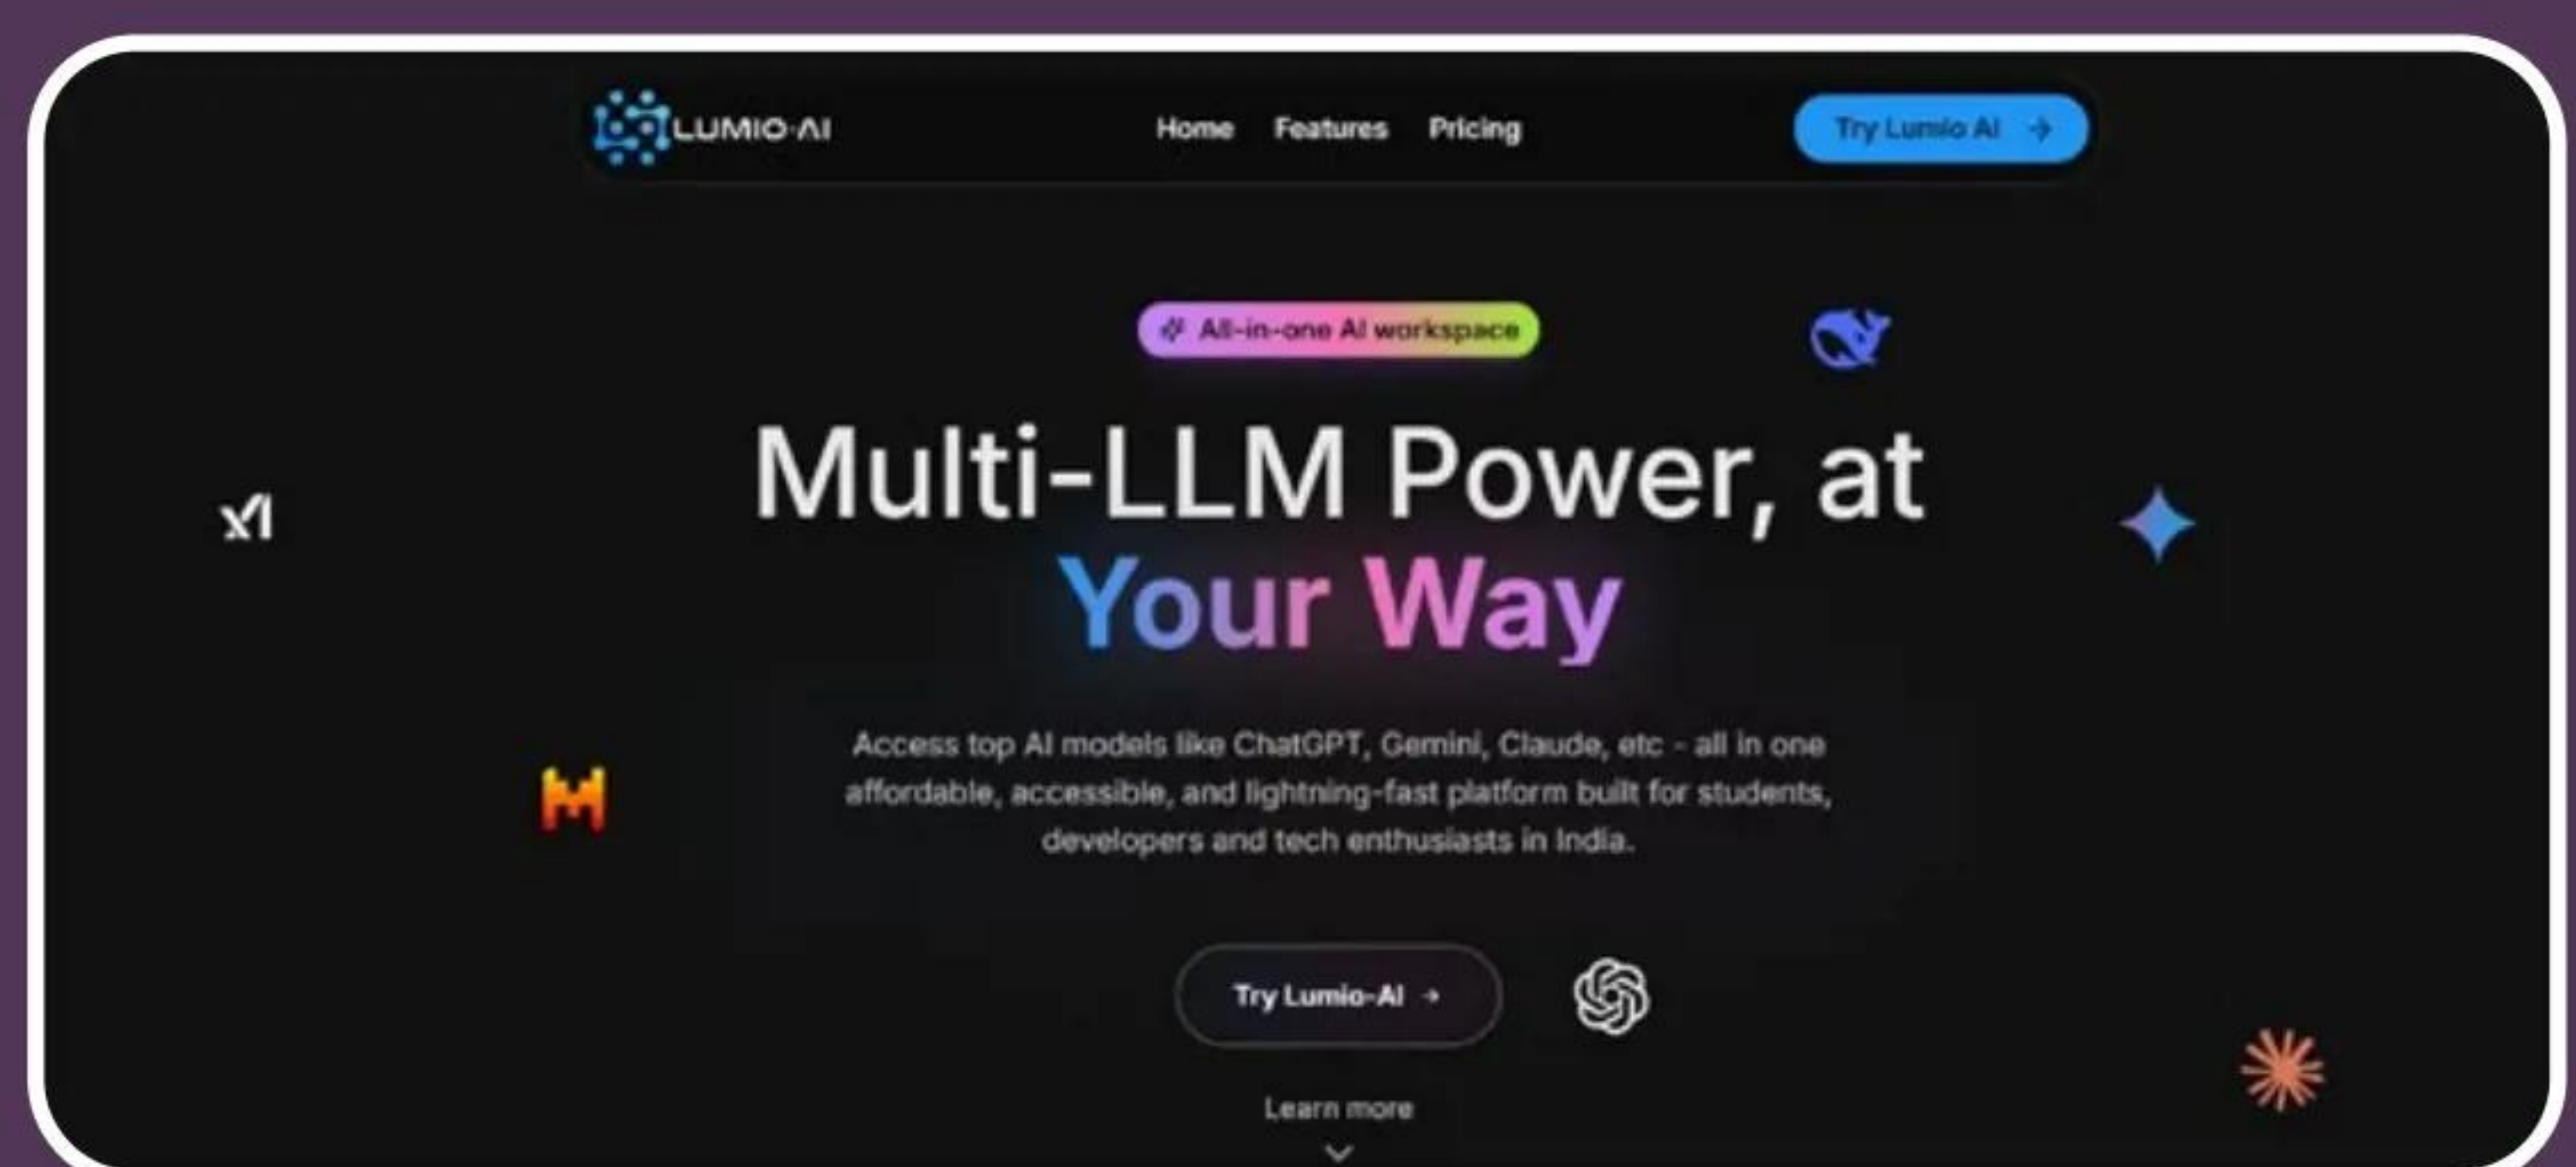 LUMIO·AI
Home Features Pricing
Try Lumio AI →
All-in-one AI workspace
Multi-LLM Power, at
Your Way
xI
Access top AI models like ChatGPT, Gemini, Claude, etc - all in one
affordable, accessible, and lightning-fast platform built for students,
developers and tech enthusiasts in India.
Try Lumio-AI →
Learn more